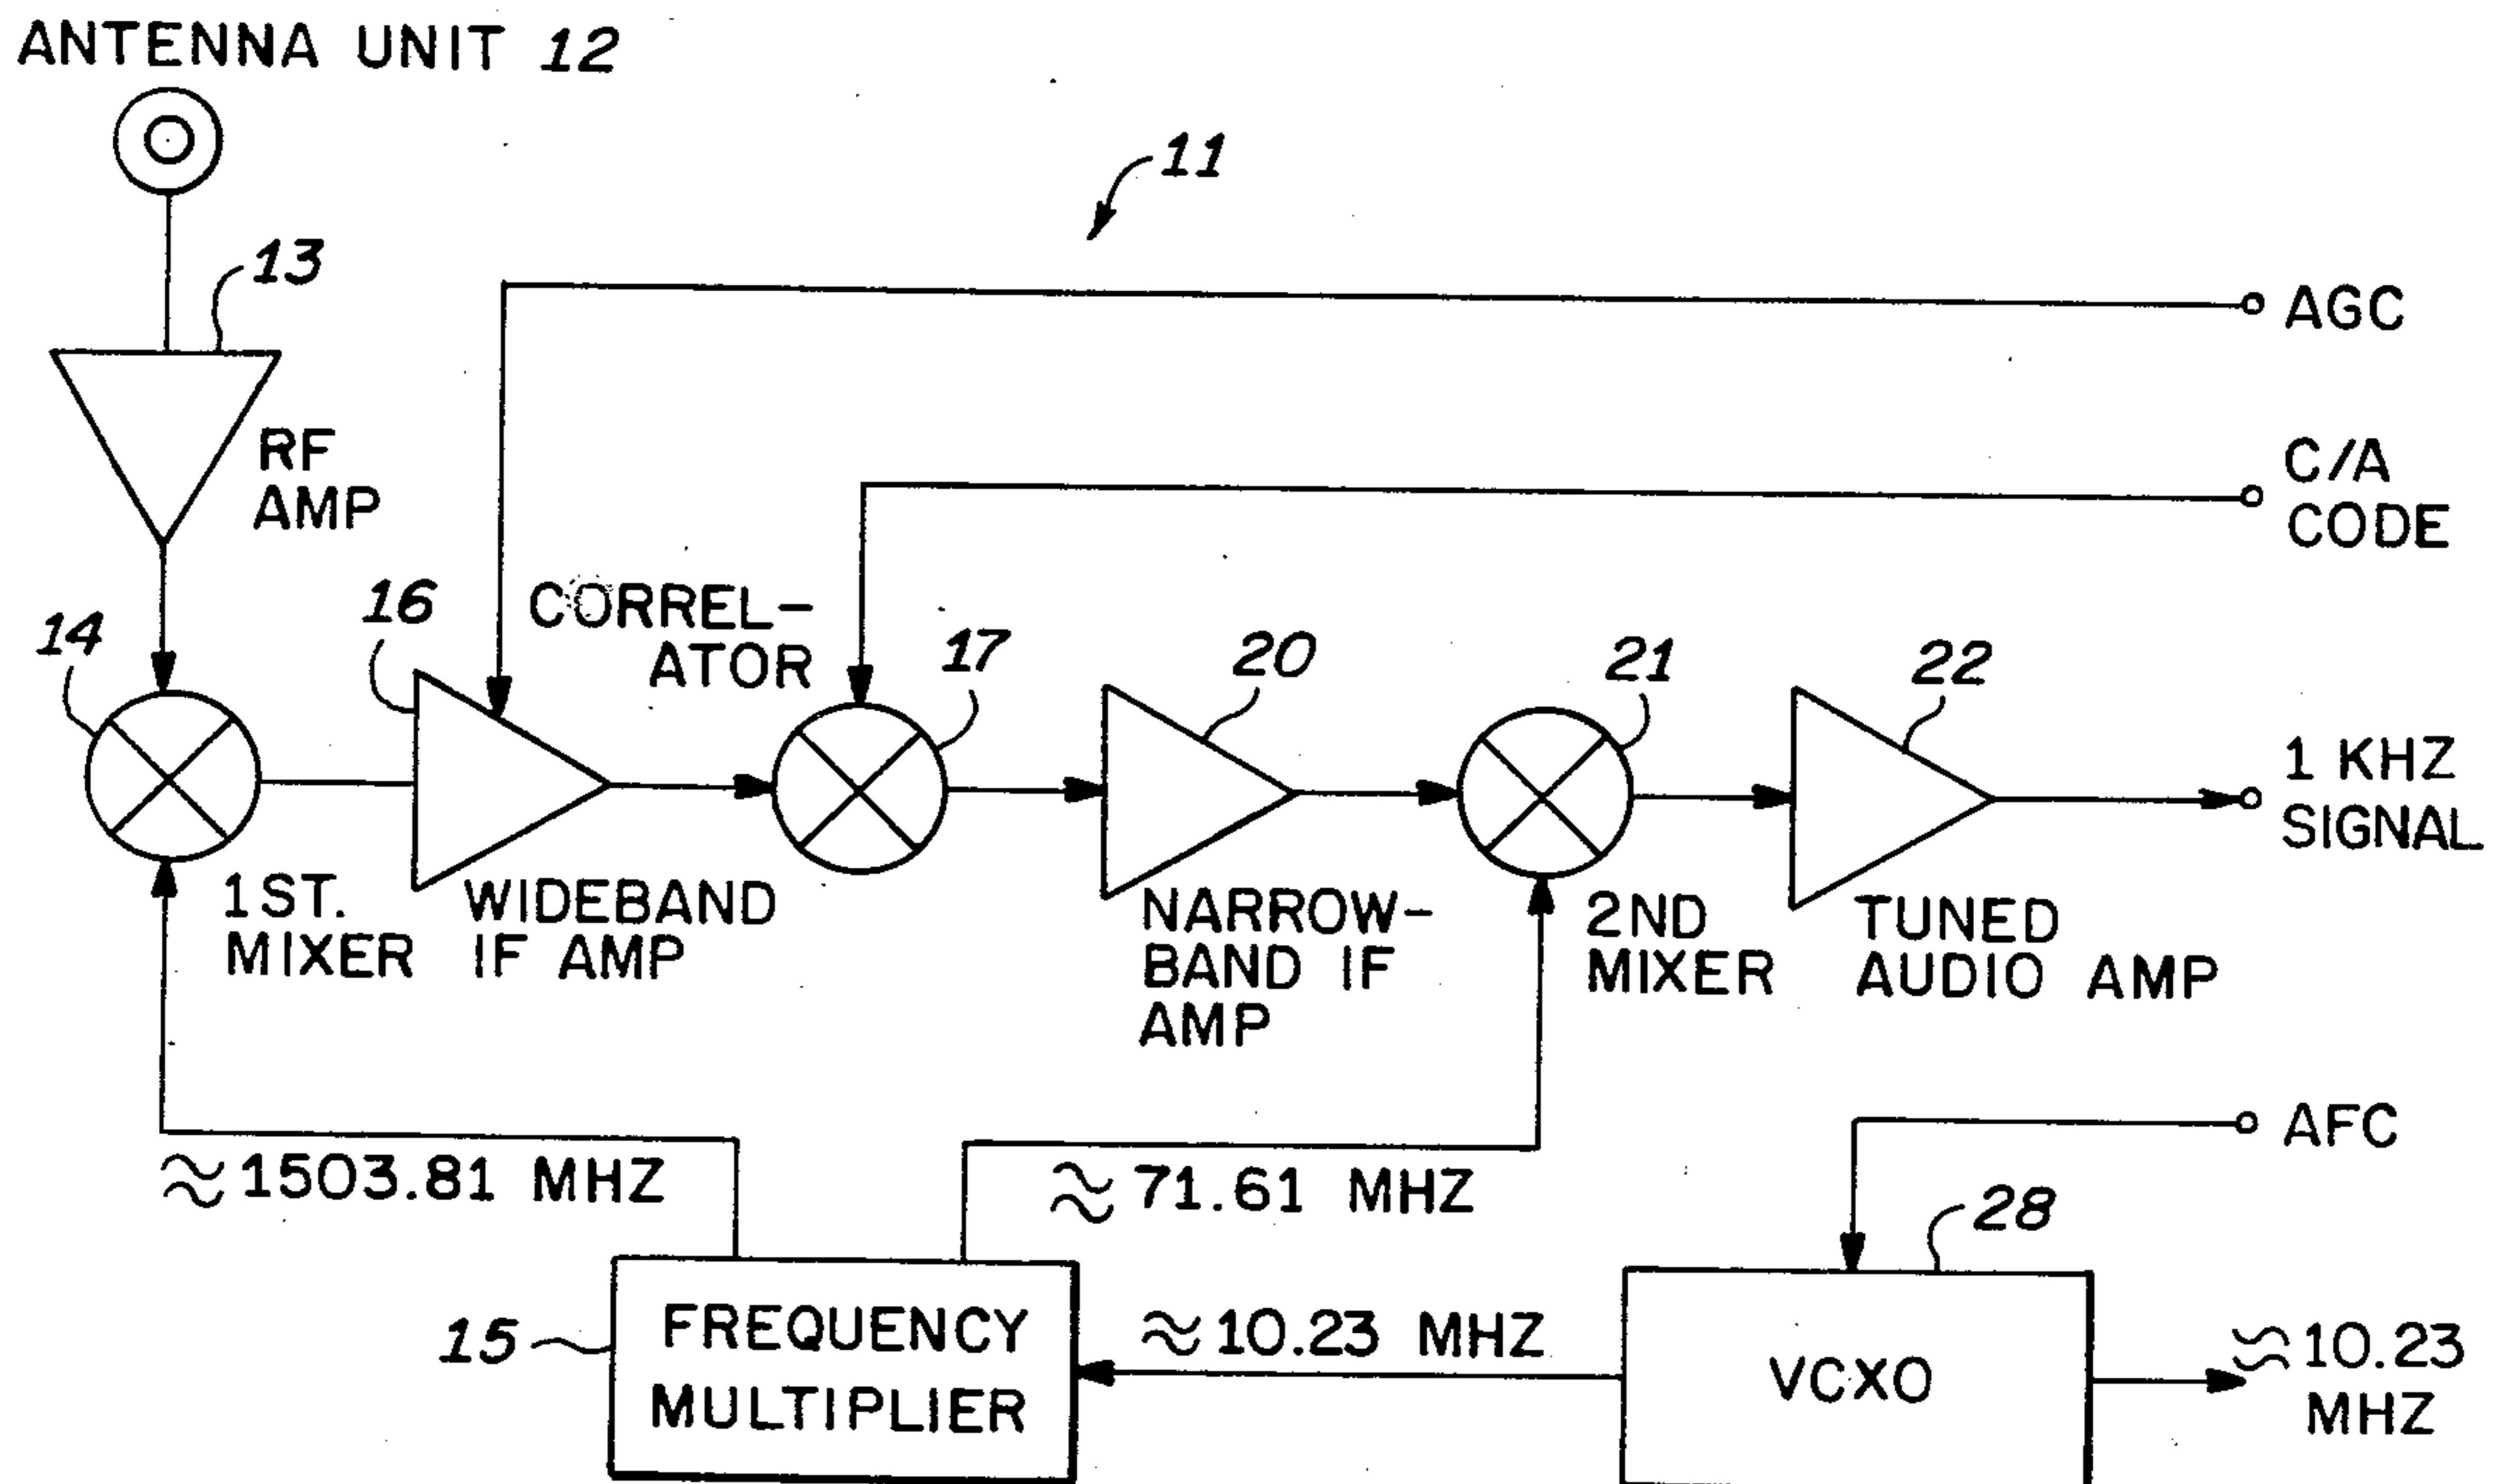 ANTENNA UNIT 12
11
13
AGC
RF
AMP
C/A
CODE
14
16
CORREL-
ATOR
17
20
21
22
1 KHZ
SIGNAL
1ST.
MIXER
WIDEBAND
IF AMP
NARROW-
BAND IF
AMP
2ND
MIXER
TUNED
AUDIO AMP
AFC
≈ 1503.81 MHZ
≈ 71.61 MHZ
28
15
FREQUENCY
MULTIPLIER
≈ 10.23 MHZ
VCXO
≈ 10.23
MHZ